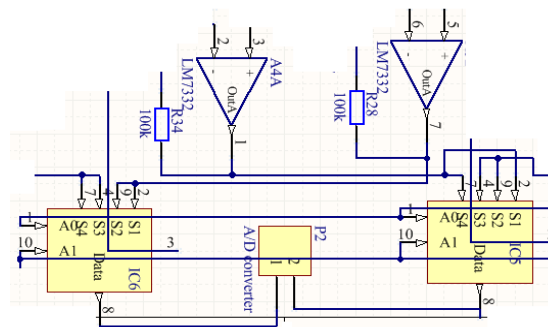 2
3
A4A
LM7332
-
+
OutA
1
R34
100k
6
5
LM7332
-
+
OutA
7
R28
100k
7
4
9
2
S4
S3
S2
S1
1
A0
10
A1
3
Data
IC6
8
P2
A/D converter
1
2
7
4
9
2
S4
S3
S2
S1
1
A0
10
A1
Data
IC5
8